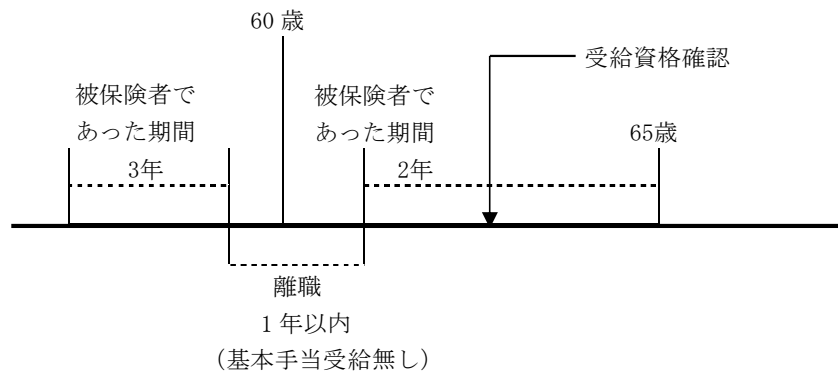 60 歳
受給資格確認
被保険者で
あった期間
被保険者で
あった期間
65歳
3年
2年
離職
1 年以内
（基本手当受給無し）